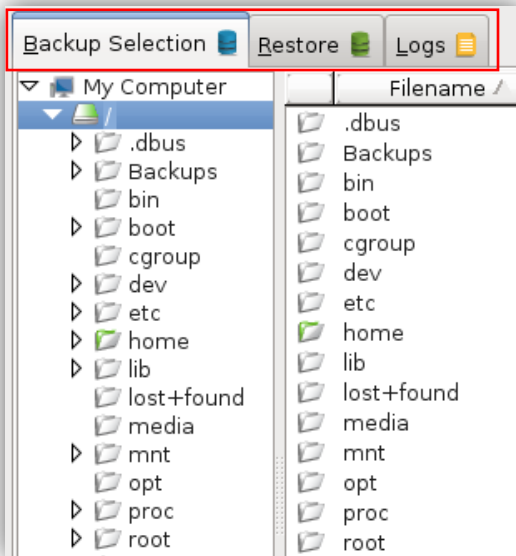 Backup Selection Restore Logs
My Computer
/
.dbus
Backups
bin
boot
cgroup
dev
etc
home
lib
lost+found
media
mnt
opt
proc
root
Filename /
.dbus
Backups
bin
boot
cgroup
dev
etc
home
lib
lost+found
media
mnt
opt
proc
root